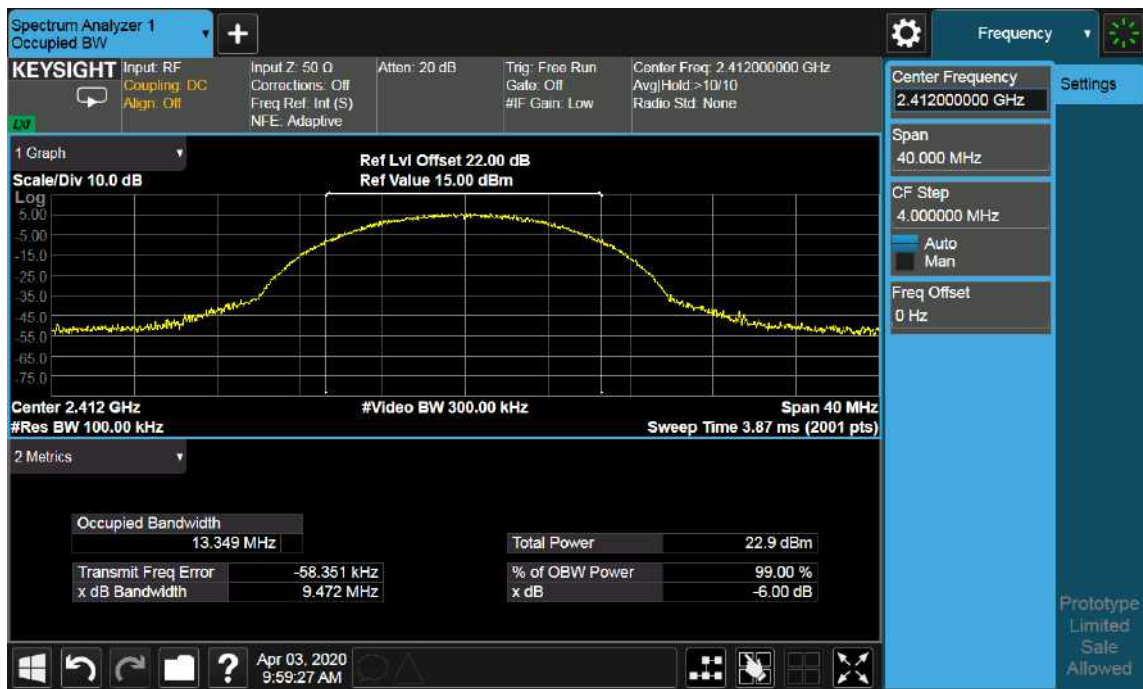 Spectrum Analyzer 1
Occupied BW
+
Frequency
KEYSIGHT
Input: RF
Coupling: DC
Align: Off
Input Z: 50 Ω
Corrections: Off
Freq Ref: Int (S)
NFE: Adaptive
Atten: 20 dB
Trig: Free Run
Gate: Off
#IF Gain: Low
Center Freq: 2.412000000 GHz
Avg|Hold:>10/10
Radio Std: None
LXI
1 Graph
Scale/Div 10.0 dB
Ref Lvl Offset 22.00 dB
Ref Value 15.00 dBm
Log
5.00
-5.00
-15.0
-25.0
-35.0
-45.0
-55.0
-65.0
-75.0
Center 2.412 GHz
#Video BW 300.00 kHz
Span 40 MHz
#Res BW 100.00 kHz
Sweep Time 3.87 ms (2001 pts)
2 Metrics
Occupied Bandwidth
13.349 MHz
Total Power 22.9 dBm
Transmit Freq Error -58.351 kHz
% of OBW Power 99.00 %
x dB Bandwidth 9.472 MHz
x dB -6.00 dB
Center Frequency
2.412000000 GHz
Settings
Span
40.000 MHz
CF Step
4.000000 MHz
Auto
Man
Freq Offset
0 Hz
Prototype
Limited
Sale
Allowed
?
Apr 03, 2020
9:59:27 AM